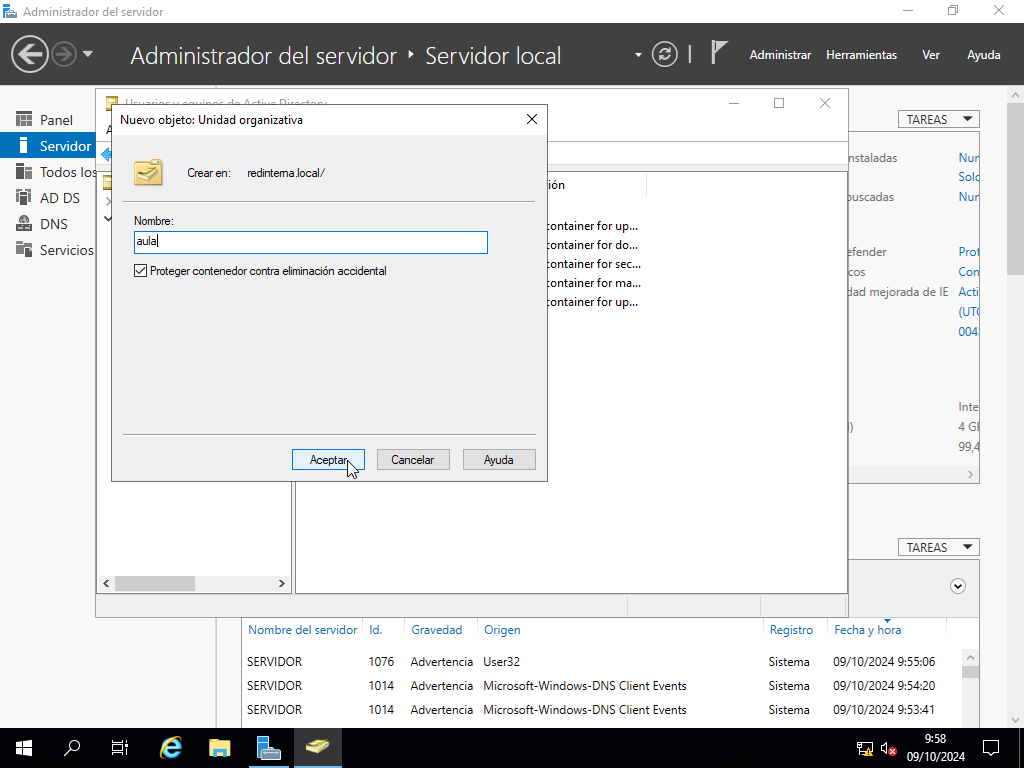 Administrador del servidor
Administrador del servidor
Servidor local
Administrar
Herramientas
Ver
Ayuda
Panel
Servidor
Todos los
AD DS
DNS
Servicios
Usuarios y equipos de Active Directory
Nuevo objeto: Unidad organizativa
Crear en:
redinterna.local/
Nombre:
aula
Proteger contenedor contra eliminación accidental
Aceptar
Cancelar
Ayuda
ión
container for up...
container for do...
container for sec...
container for ma...
container for up...
TAREAS
nstaladas
Nun
Solo
uscadas
Nun
efender
Prot
cos
Con
dad mejorada de IE
Acti
(UTC
004
Inte
4 GI
99,4
TAREAS
Nombre del servidor
Id.
Gravedad
Origen
Registro
Fecha y hora
SERVIDOR 1076 Advertencia User32 Sistema 09/10/2024 9:55:06
SERVIDOR 1014 Advertencia Microsoft-Windows-DNS Client Events Sistema 09/10/2024 9:54:20
SERVIDOR 1014 Advertencia Microsoft-Windows-DNS Client Events Sistema 09/10/2024 9:53:41
9:58
09/10/2024